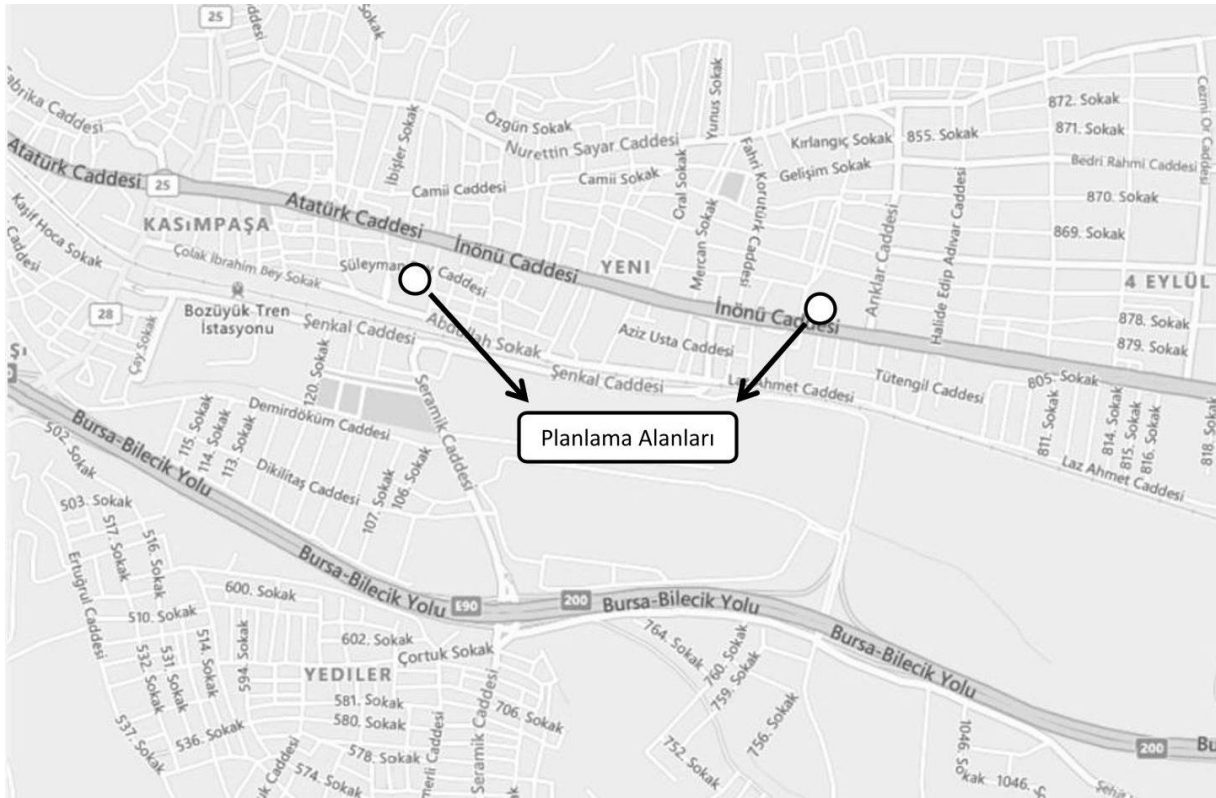 25
Sokak
Sokak
Fabrika Caddesi
İbişler Sokak
Özgün Sokak
Nurettin Sayar Caddesi
Yunus Sokak
Kırlangıç Sokak
855. Sokak
872. Sokak
871. Sokak
Cezmi Or Caddesi
Atatürk Caddesi
25
Camii Caddesi
Camii Sokak
Oral Sokak
Fahri Korutürk Caddesi
Gelişim Sokak
Bedri Rahmi Caddesi
870. Sokak
Kaşif Hoca Sokak
KASıMPAŞA
Atatürk Caddesi
İnönü Caddesi
YENI
Mercan Sokak
Arıklar Caddesi
Halide Edip Adıvar Caddesi
869. Sokak
Caddesi
Çolak İbrahim Bey Sokak
4 EYLÜL
Bozüyük Tren
İstasyonu
28
Çay Sokak
Şenkal Caddesi
Abdullah Sokak
Aziz Usta Caddesi
İnönü Caddesi
878. Sokak
879. Sokak
Şenkal Caddesi
Laz Ahmet Caddesi
Tütengil Caddesi
805. Sokak
120. Sokak
Seramik Caddesi
Planlama Alanları
Bursa-Bilecik Yolu
502. Sokak
115. Sokak
114. Sokak
113. Sokak
Demirdöküm Caddesi
Dikilitaş Caddesi
107. Sokak
106. Sokak
811. Sokak
814. Sokak
815. Sokak
816. Sokak
818. Sokak
Laz Ahmet Caddesi
503. Sokak
517. Sokak
516. Sokak
Ertuğrul Caddesi
Bursa-Bilecik Yolu
E90
200
Bursa-Bilecik Yolu
Bursa-Bilecik Yolu
600. Sokak
510. Sokak
602. Sokak
Çortuk Sokak
532. Sokak
531. Sokak
514. Sokak
594. Sokak
YEDILER
764. Sokak
760. Sokak
759. Sokak
756. Sokak
752. Sokak
581. Sokak
580. Sokak
706. Sokak
537. Sokak
536. Sokak
578. Sokak
574. Sokak
Seramik Caddesi
1046. Sokak
1046.
200
Bu